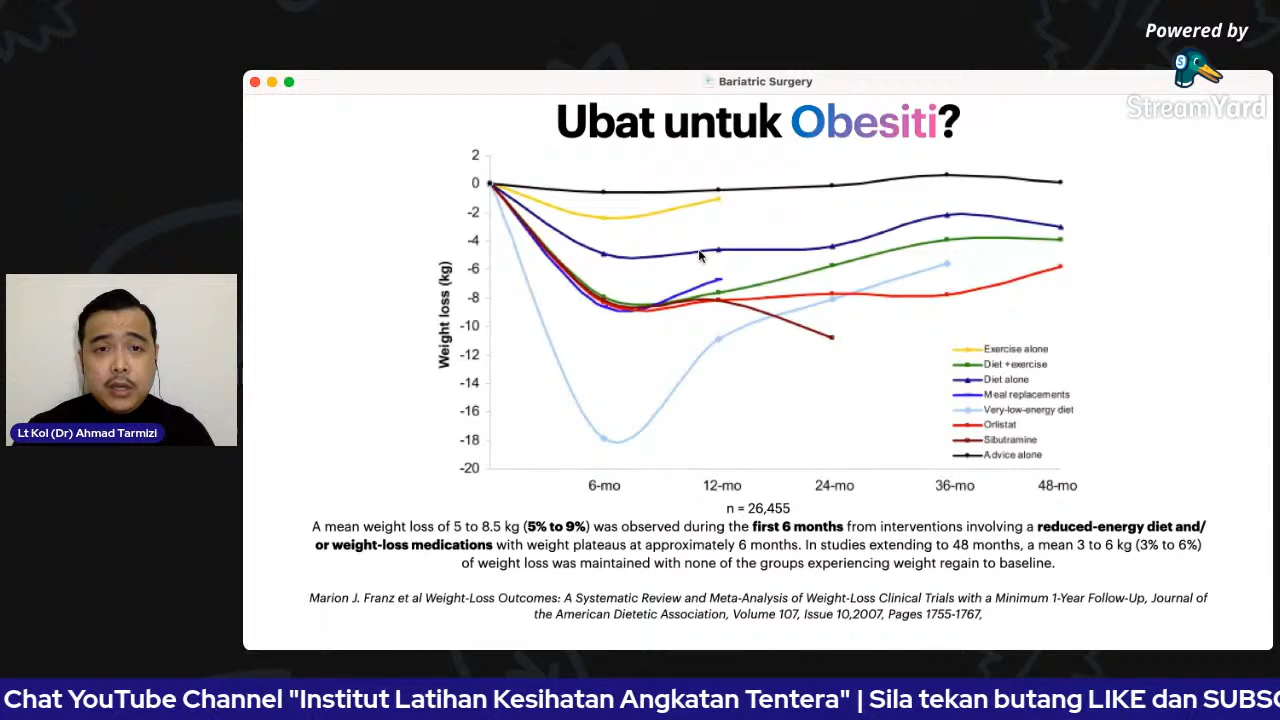 Powered by
StreamYard
Bariatric Surgery
Ubat untuk Obesiti?
2
0
-2
-4
-6
-8
-10
-12
-14
-16
-18
-20
Weight loss (kg)
6-mo 12-mo 24-mo 36-mo 48-mo
Exercise alone
Diet +exercise
Diet alone
Meal replacements
Very-low-energy diet
Orlistat
Sibutramine
Advice alone
n = 26,455
A mean weight loss of 5 to 8.5 kg (5% to 9%) was observed during the first 6 months from interventions involving a reduced-energy diet and/
or weight-loss medications with weight plateaus at approximately 6 months. In studies extending to 48 months, a mean 3 to 6 kg (3% to 6%)
of weight loss was maintained with none of the groups experiencing weight regain to baseline.
Marion J. Franz et al Weight-Loss Outcomes: A Systematic Review and Meta-Analysis of Weight-Loss Clinical Trials with a Minimum 1-Year Follow-Up, Journal of
the American Dietetic Association, Volume 107, Issue 10,2007, Pages 1755-1767,
Lt Kol (Dr) Ahmad Tarmizi
Chat YouTube Channel "Institut Latihan Kesihatan Angkatan Tentera" | Sila tekan butang LIKE dan SUBSC